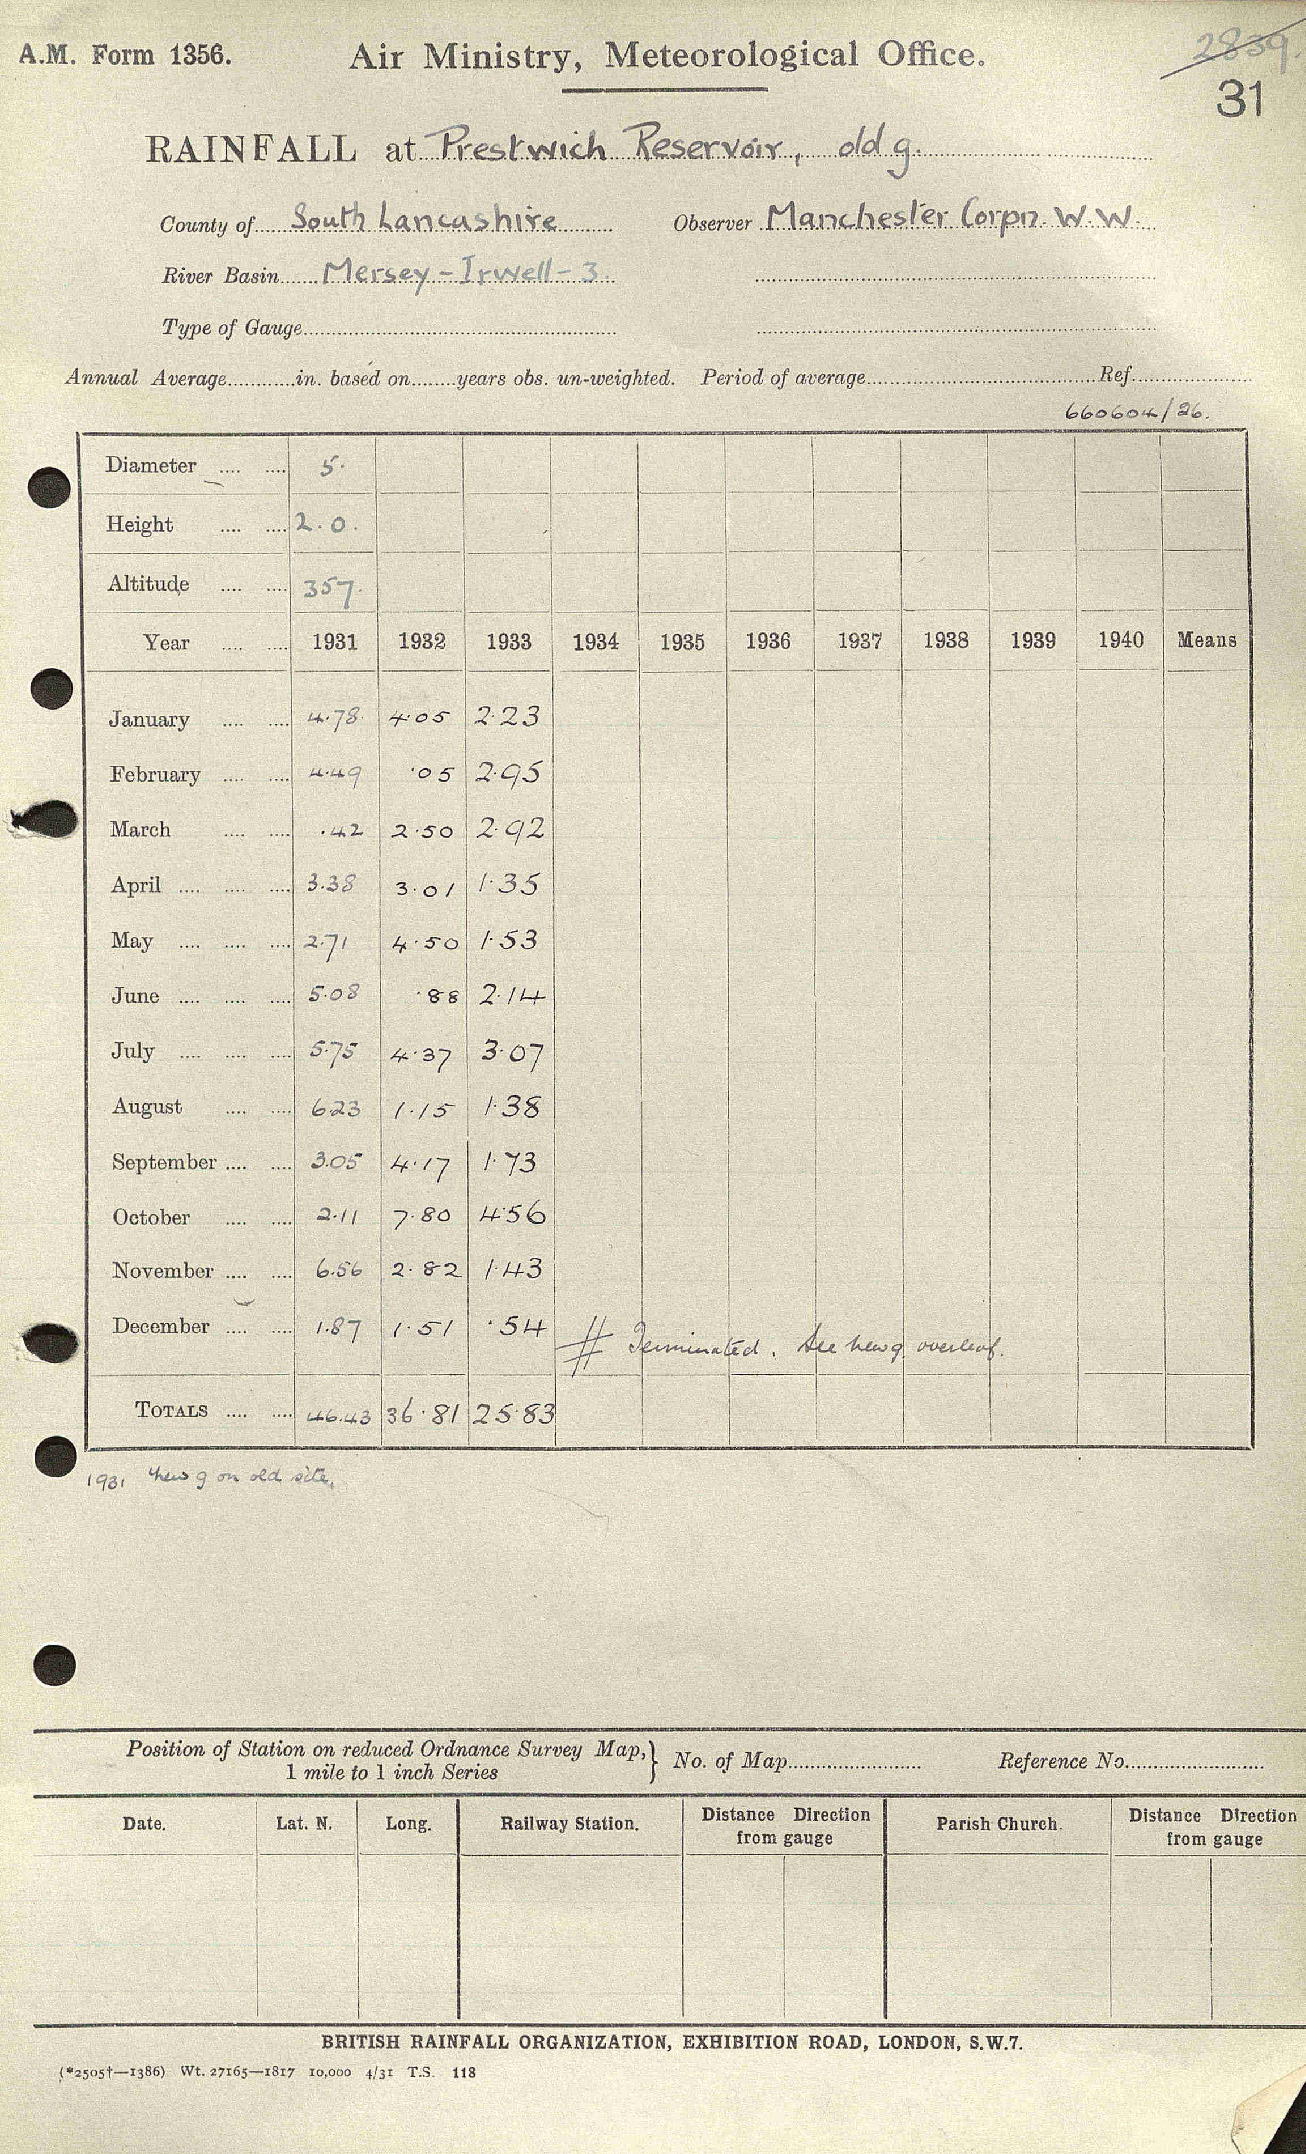 A.M. Form 1356.
Air Ministry, Meteorological Office.
2839.
31
RAINFALL at Prestwich Reservoir, old g.
County of South Lancashire
Observer Manchester Corpn. W.W.
River Basin Mersey - Irwell - 3.
Type of Gauge
Annual Average in. based on years obs. un-weighted. Period of average Ref.
660604/26.
Diameter 5.
Height 2.0.
Altitude 357.
Year 1931 1932 1933 1934 1935 1936 1937 1938 1939 1940 Means
January 4.78 4.05 2.23
February 4.49 .05 2.95
March .42 2.50 2.92
April 3.38 3.01 1.35
May 2.71 4.50 1.53
June 5.08 .88 2.14
July 5.75 4.37 3.07
August 6.23 1.15 1.38
September 3.05 4.17 1.73
October 2.11 7.80 4.56
November 6.56 2.82 1.43
December 1.87 1.51 .54
Terminated. See new g. overleaf.
TOTALS 46.43 36.81 25.83
1931 New g on old site.
Position of Station on reduced Ordnance Survey Map, } No. of Map Reference No.
1 mile to 1 inch Series
Date. Lat. N. Long. Railway Station. Distance Direction from gauge Parish Church. Distance Direction from gauge
BRITISH RAINFALL ORGANIZATION, EXHIBITION ROAD, LONDON, S.W.7.
(*2505†—1386) Wt. 27165—1817 10,000 4/31 T.S. 118